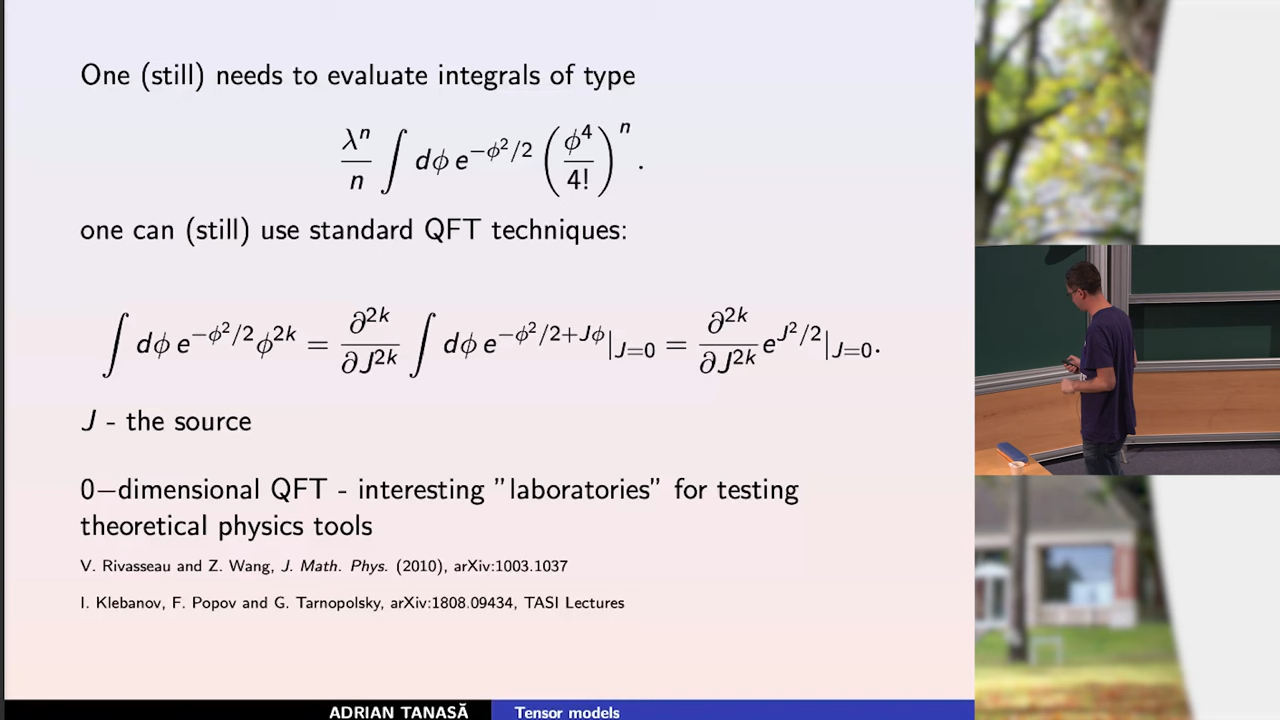 One (still) needs to evaluate integrals of type
λⁿ/n ∫ dϕ e^{−ϕ²/2} (ϕ⁴/4!)ⁿ .
one can (still) use standard QFT techniques:
∫ dϕ e^{−ϕ²/2}ϕ^{2k} = ∂^{2k}/∂J^{2k} ∫ dϕ e^{−ϕ²/2+Jϕ}|_{J=0} = ∂^{2k}/∂J^{2k} e^{J²/2}|_{J=0}.
J - the source
0−dimensional QFT - interesting "laboratories" for testing
theoretical physics tools
V. Rivasseau and Z. Wang, J. Math. Phys. (2010), arXiv:1003.1037
I. Klebanov, F. Popov and G. Tarnopolsky, arXiv:1808.09434, TASI Lectures
ADRIAN TANASĂ Tensor models